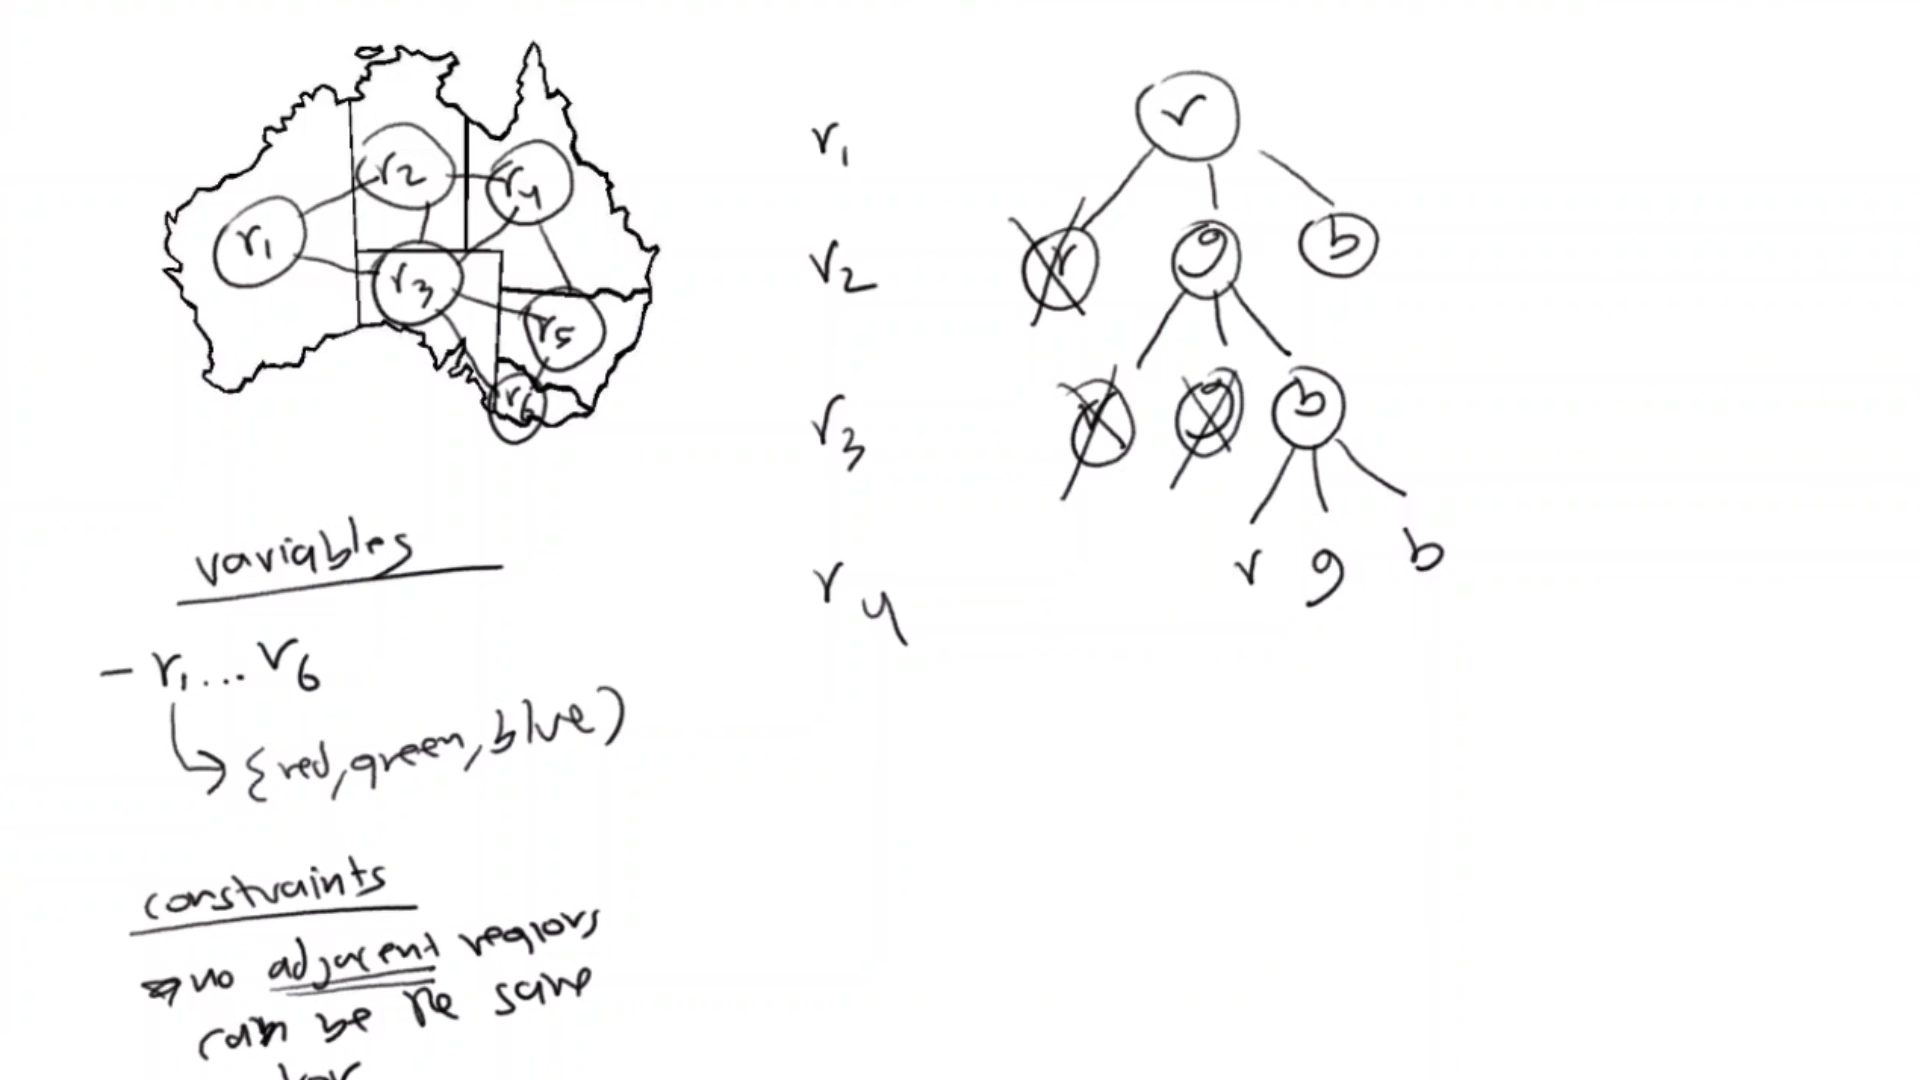 r2
r4
r1
r3
r5
r6
variables
- r1... r6
{red, green, blue}
constraints
no adjacent regions
can be the same
r1
r
r2
r g b
r3
r g b
r4
r g b